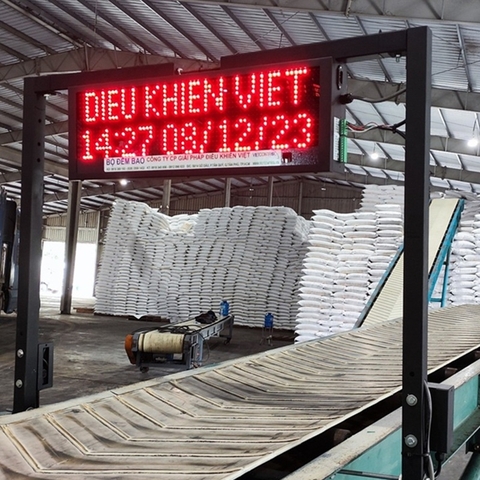 DIEU KHIEN VIET
14:27 08/12/23
BỘ ĐẾM BAO CÔNG TY CP GIẢI PHÁP ĐIỀU KHIỂN VIỆT